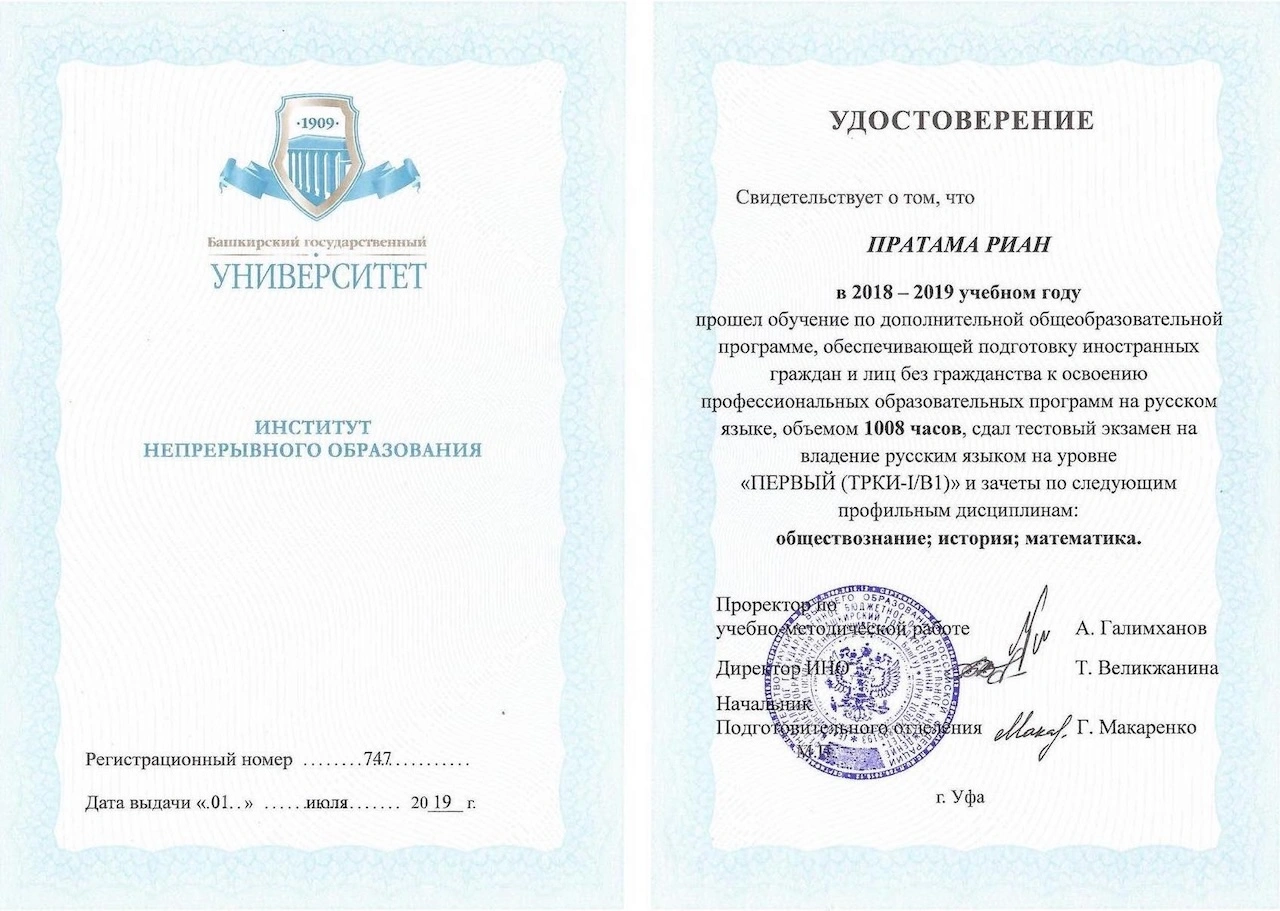 ·1909·
Башкирский государственный
УНИВЕРСИТЕТ
ИНСТИТУТ
НЕПРЕРЫВНОГО ОБРАЗОВАНИЯ
Регистрационный номер ........747...........
Дата выдачи «.01..» ......июля....... 2019 г.
УДОСТОВЕРЕНИЕ
Свидетельствует о том, что
ПРАТАМА РИАН
в 2018 – 2019 учебном году
прошел обучение по дополнительной общеобразовательной
программе, обеспечивающей подготовку иностранных
граждан и лиц без гражданства к освоению
профессиональных образовательных программ на русском
языке, объемом 1008 часов, сдал тестовый экзамен на
владение русским языком на уровне
«ПЕРВЫЙ (ТРКИ-I/В1)» и зачеты по следующим
профильным дисциплинам:
обществознание; история; математика.
Проректор по
учебно-методической работе А. Галимханов
Директор ИНО Т. Великжанина
Начальник
Подготовительного отделения Г. Макаренко
М.П.
г. Уфа